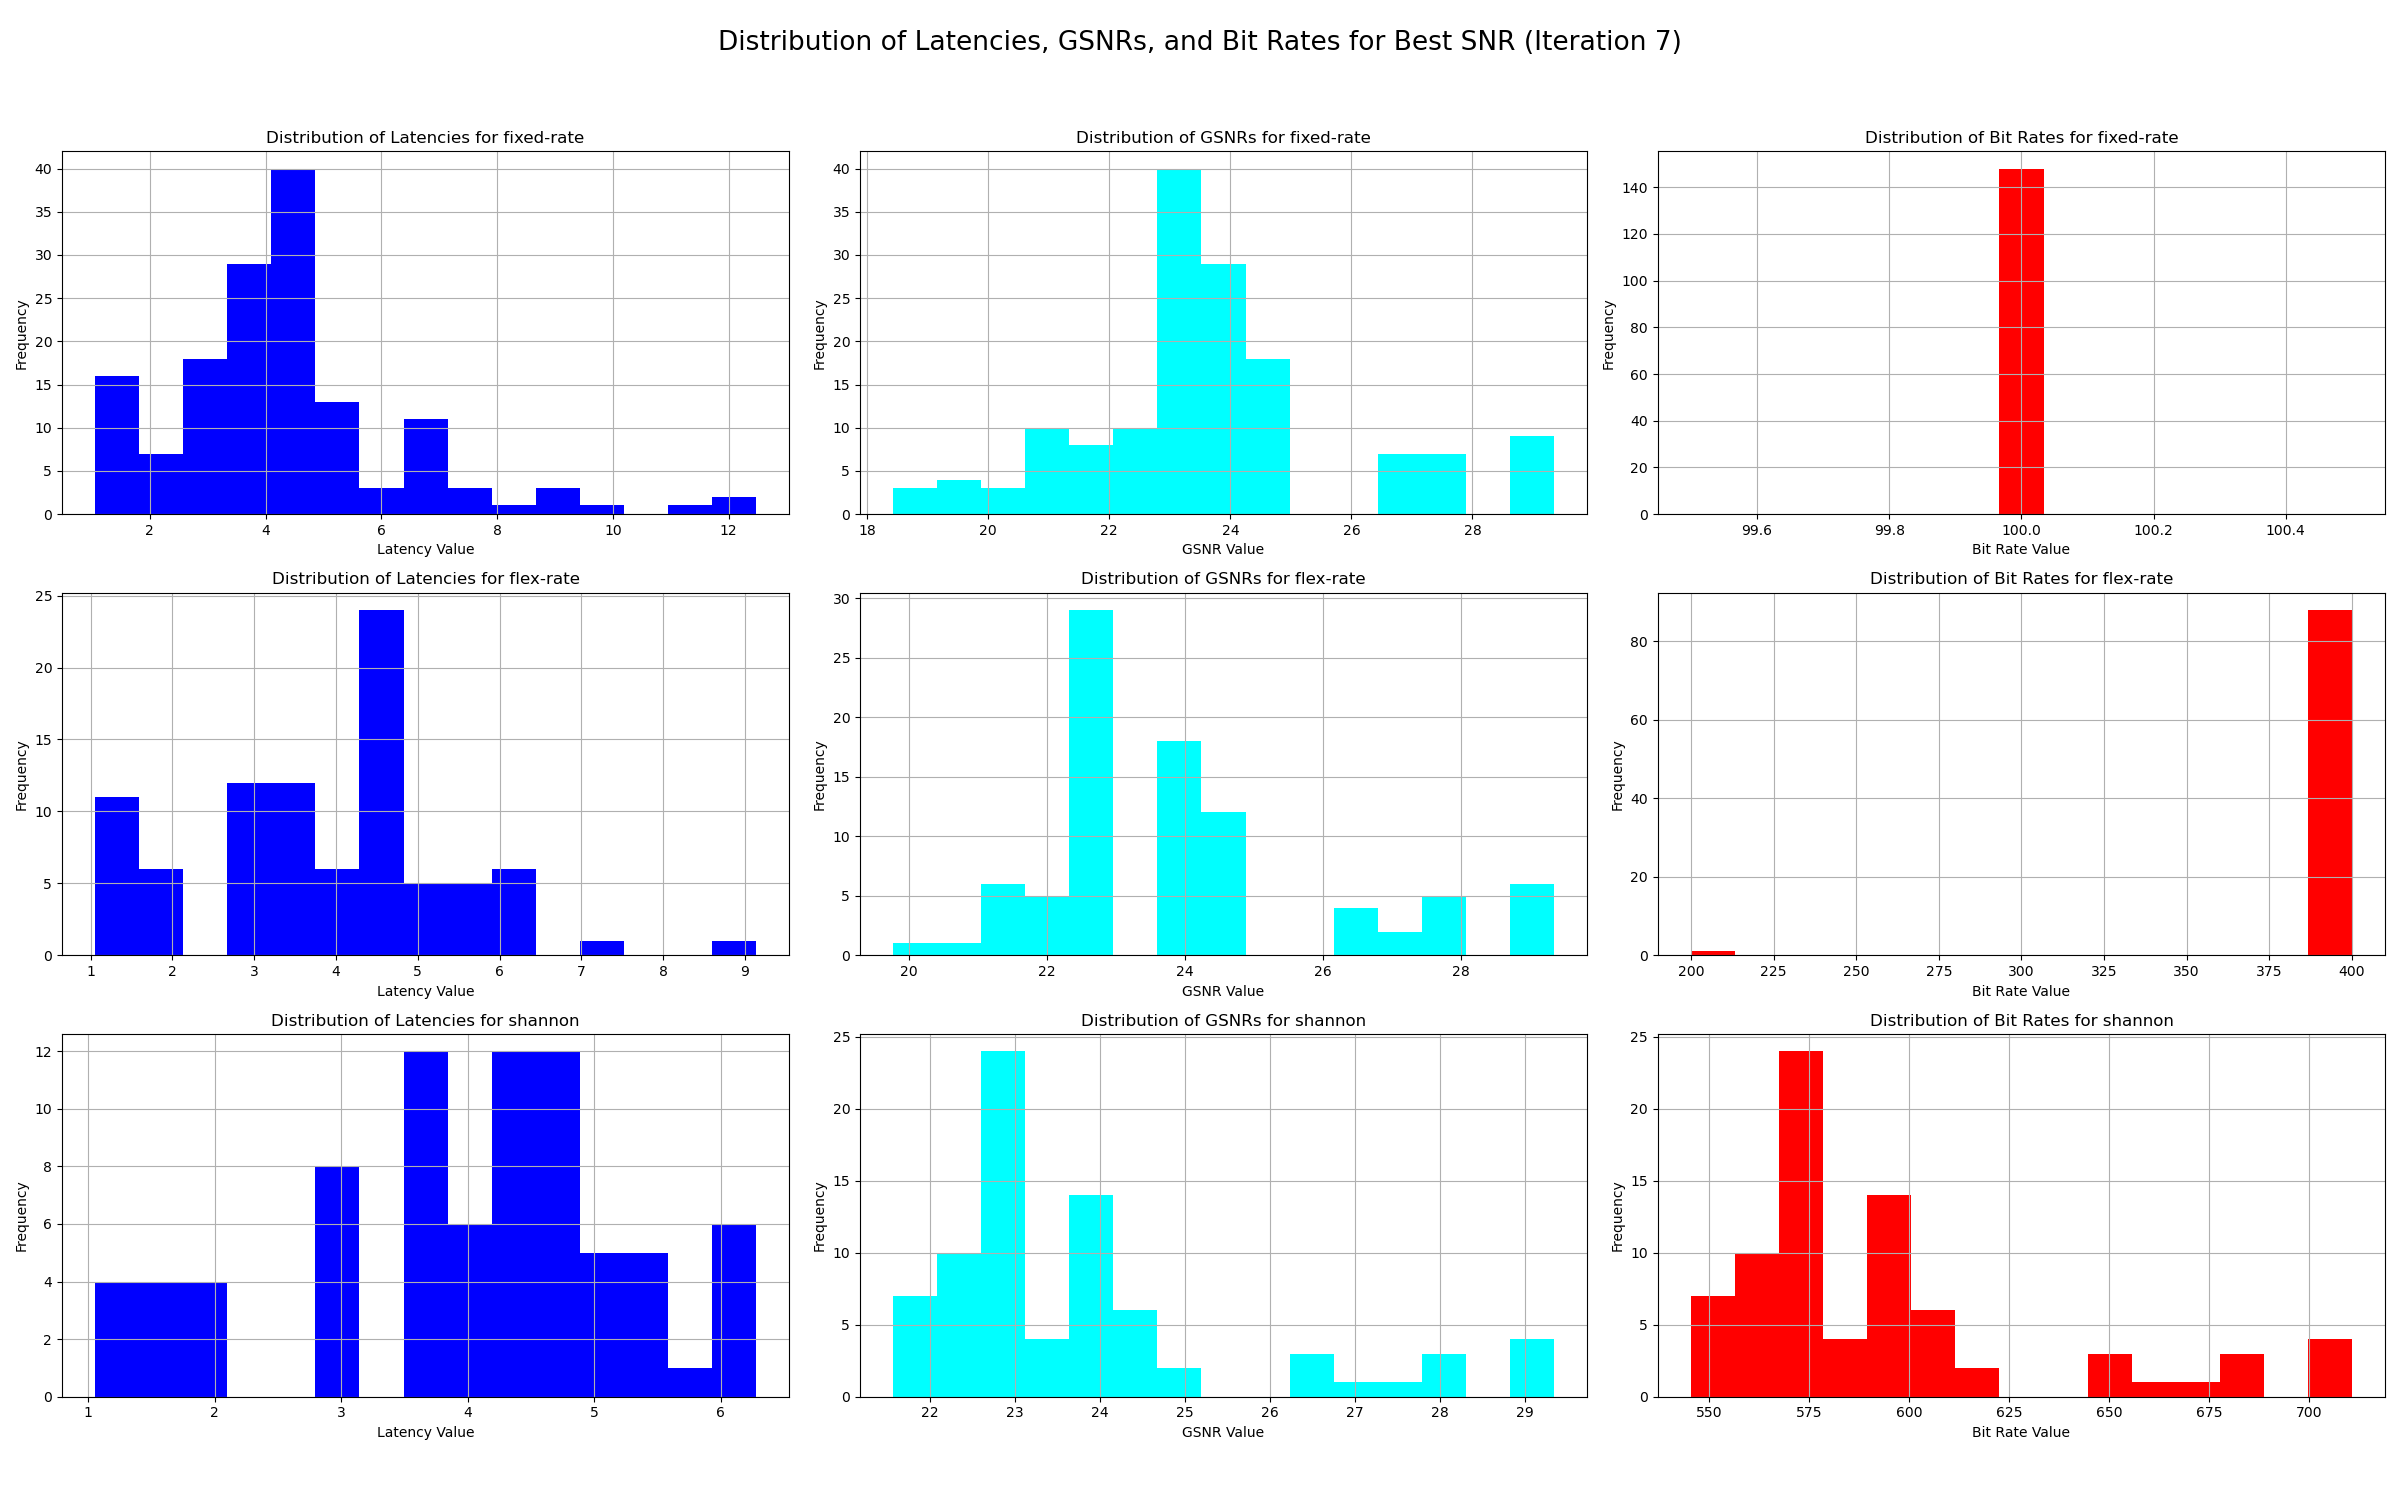 Distribution of Latencies, GSNRs, and Bit Rates for Best SNR (Iteration 7)
Distribution of Latencies for fixed-rate
40
35
30
25
20
15
10
5
0
Frequency
2 4 6 8 10 12
Latency Value
Distribution of GSNRs for fixed-rate
40
35
30
25
20
15
10
5
0
Frequency
18 20 22 24 26 28
GSNR Value
Distribution of Bit Rates for fixed-rate
140
120
100
80
60
40
20
0
Frequency
99.6 99.8 100.0 100.2 100.4
Bit Rate Value
Distribution of Latencies for flex-rate
25
20
15
10
5
0
Frequency
1 2 3 4 5 6 7 8 9
Latency Value
Distribution of GSNRs for flex-rate
30
25
20
15
10
5
0
Frequency
20 22 24 26 28
GSNR Value
Distribution of Bit Rates for flex-rate
80
60
40
20
0
Frequency
200 225 250 275 300 325 350 375 400
Bit Rate Value
Distribution of Latencies for shannon
12
10
8
6
4
2
0
Frequency
1 2 3 4 5 6
Latency Value
Distribution of GSNRs for shannon
25
20
15
10
5
0
Frequency
22 23 24 25 26 27 28 29
GSNR Value
Distribution of Bit Rates for shannon
25
20
15
10
5
0
Frequency
550 575 600 625 650 675 700
Bit Rate Value